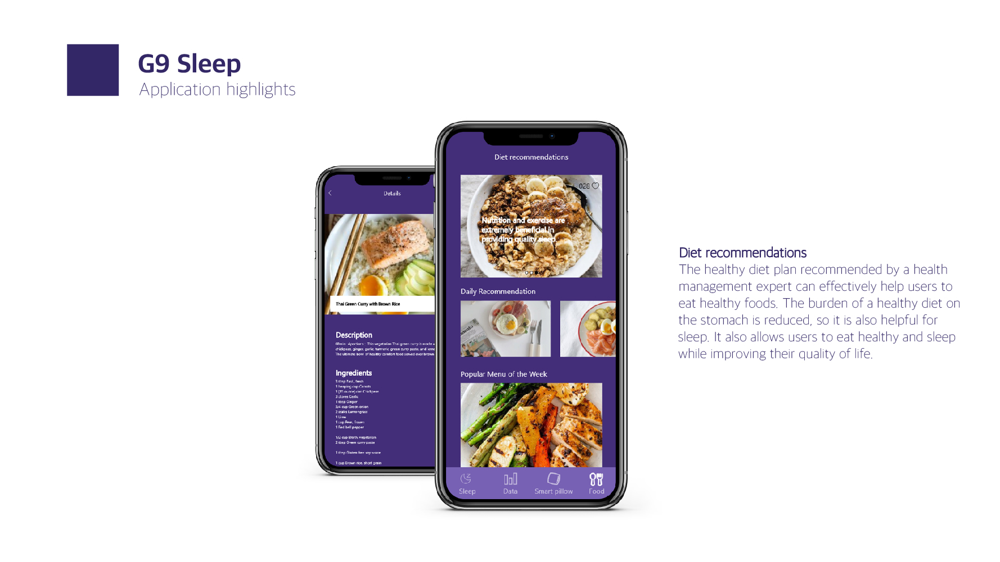 G9 Sleep
Application highlights
Details
Thai Green Curry with Brown Rice
Description
60min · 4portions : This vegetarian Thai green curry is made
chickpeas, ginger, garlic, turmeric, green curry paste, and
The ultimate bowl of healthy comfort food served over brown
Ingredients
3 tbsp Basil, fresh
1 heaping cup Carrots
1 (15 ounce) can Chickpeas
3 cloves Garlic
1 tbsp Ginger
3/4 cup Green onion
2 stalks Lemongrass
1 Lime
1 cup Peas, frozen
1 Red bell pepper
1/2 cup Broth, vegetarian
2 tbsp Green curry paste
1 tbsp Gluten free soy sauce
1 cup Brown rice, short grain
Diet recommendations
028
Nutrition and exercise are
extremely beneficial in
providing quality sleep.
Daily Recommendation
Popular Menu of the Week
Sleep
Data
Smart pillow
Food
Diet recommendations
The healthy diet plan recommended by a health
management expert can effectively help users to
eat healthy foods. The burden of a healthy diet on
the stomach is reduced, so it is also helpful for
sleep. It also allows users to eat healthy and sleep
while improving their quality of life.